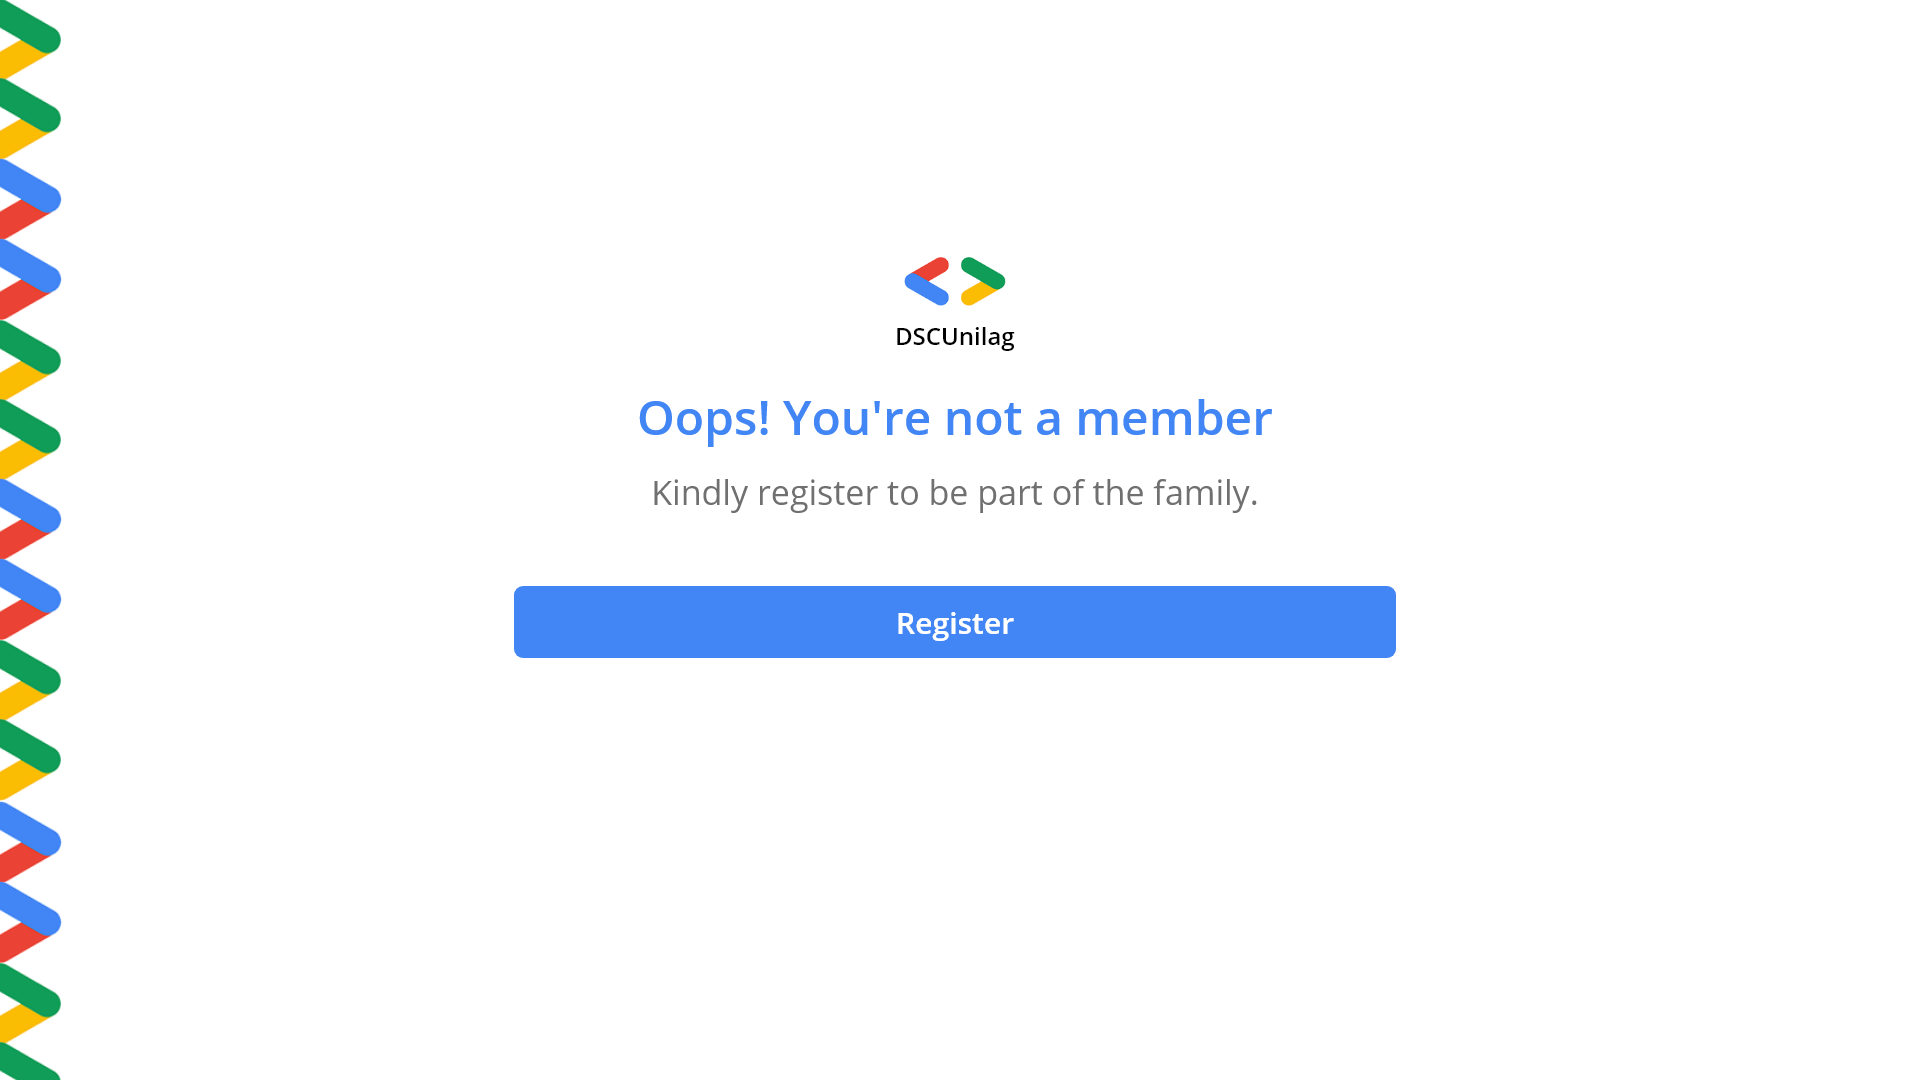 DSCUnilag
Oops! You're not a member
Kindly register to be part of the family.
Register